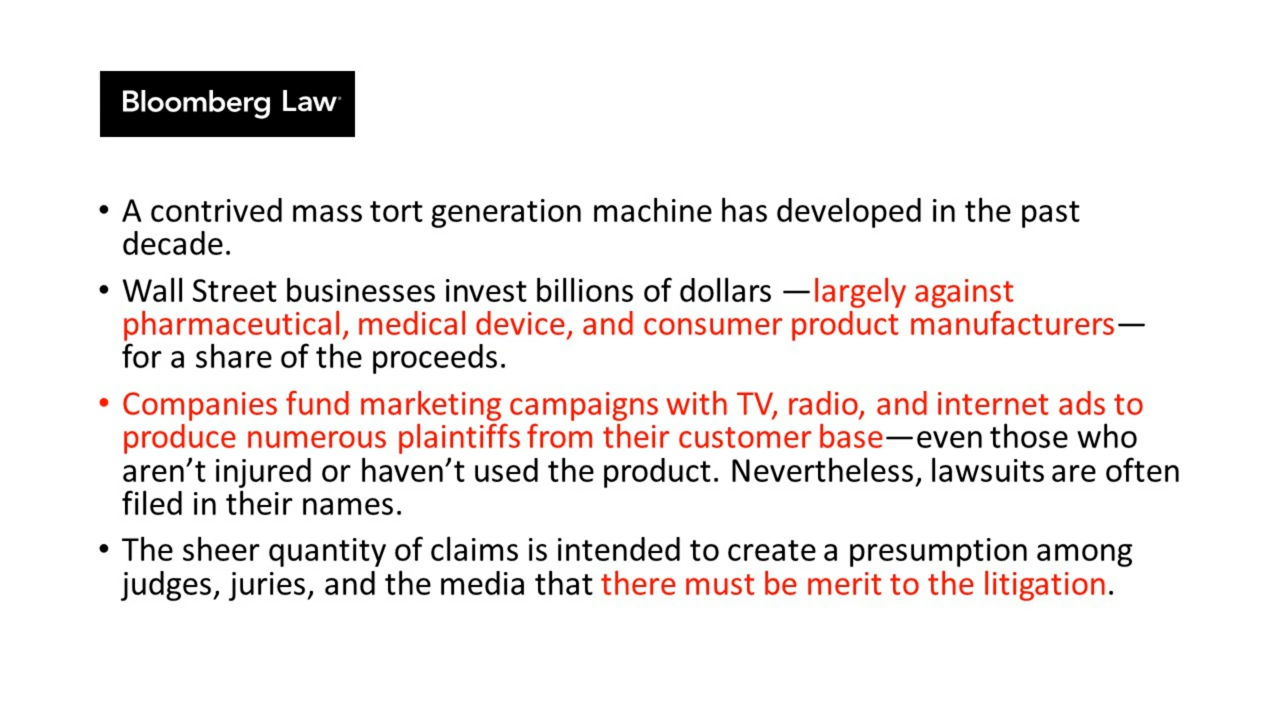 Bloomberg Law
• A contrived mass tort generation machine has developed in the past
decade.
• Wall Street businesses invest billions of dollars —largely against
pharmaceutical, medical device, and consumer product manufacturers—
for a share of the proceeds.
• Companies fund marketing campaigns with TV, radio, and internet ads to
produce numerous plaintiffs from their customer base—even those who
aren’t injured or haven’t used the product. Nevertheless, lawsuits are often
filed in their names.
• The sheer quantity of claims is intended to create a presumption among
judges, juries, and the media that there must be merit to the litigation.